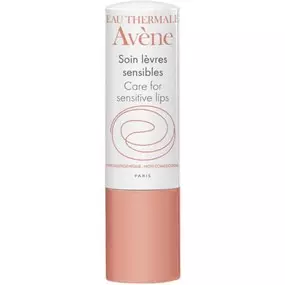 EAU THERMALE
Avène
Soin lèvres
sensibles
Care for
sensitive lips
PARIS